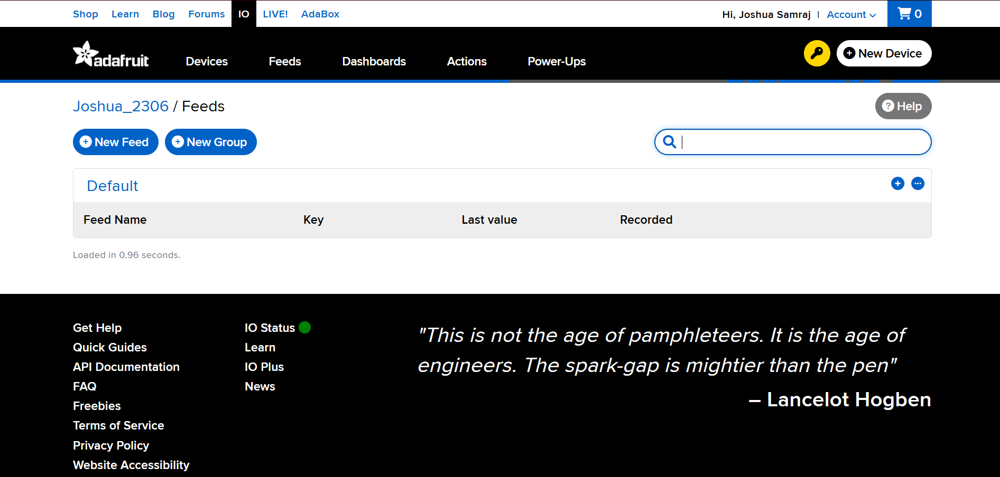 Shop Learn Blog Forums IO LIVE! AdaBox Hi, Joshua Samraj | Account 0
adafruit Devices Feeds Dashboards Actions Power-Ups New Device
Joshua_2306 / Feeds Help
New Feed New Group
Default
Feed Name Key Last value Recorded
Loaded in 0.96 seconds.
Get Help
Quick Guides
API Documentation
FAQ
Freebies
Terms of Service
Privacy Policy
Website Accessibility
IO Status
Learn
IO Plus
News
"This is not the age of pamphleteers. It is the age of
engineers. The spark-gap is mightier than the pen"
– Lancelot Hogben